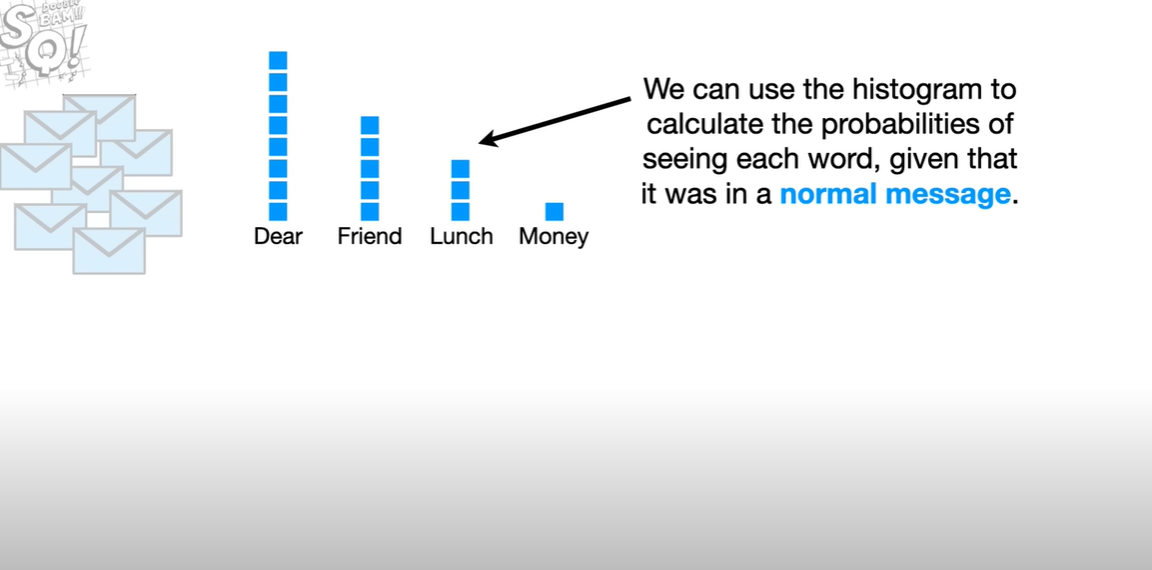 DOUBLE
BAM!!!
SQ!
We can use the histogram to
calculate the probabilities of
seeing each word, given that
it was in a normal message.
Dear Friend Lunch Money